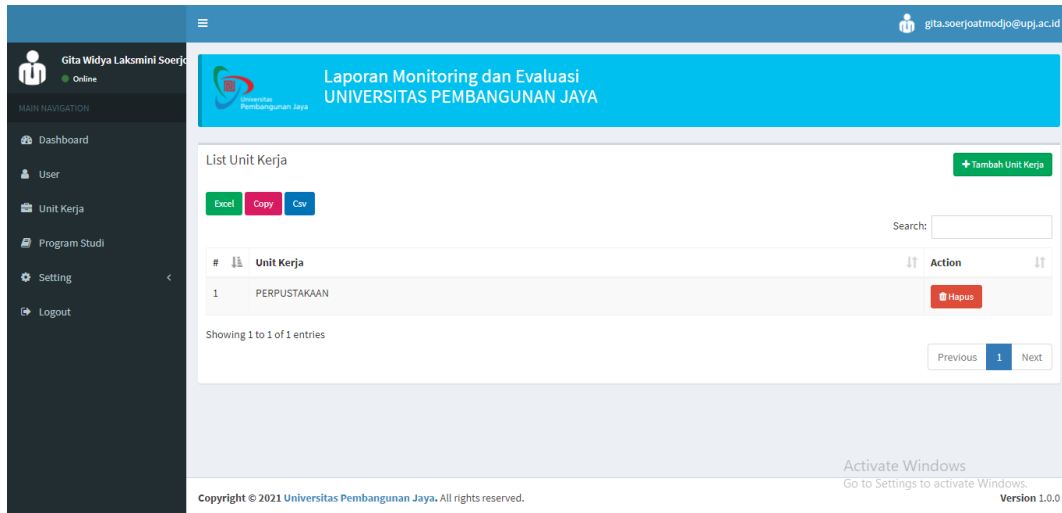 gita.soerjoatmodjo@upj.ac.id
Gita Widya Laksmini Soerjo
Online
MAIN NAVIGATION
Dashboard
User
Unit Kerja
Program Studi
Setting
Logout
Universitas
Pembangunan Jaya
Laporan Monitoring dan Evaluasi
UNIVERSITAS PEMBANGUNAN JAYA
List Unit Kerja
Tambah Unit Kerja
Excel Copy Csv
Search:
# Unit Kerja Action
1 PERPUSTAKAAN Hapus
Showing 1 to 1 of 1 entries
Previous 1 Next
Activate Windows
Go to Settings to activate Windows.
Copyright © 2021 Universitas Pembangunan Jaya. All rights reserved.
Version 1.0.0